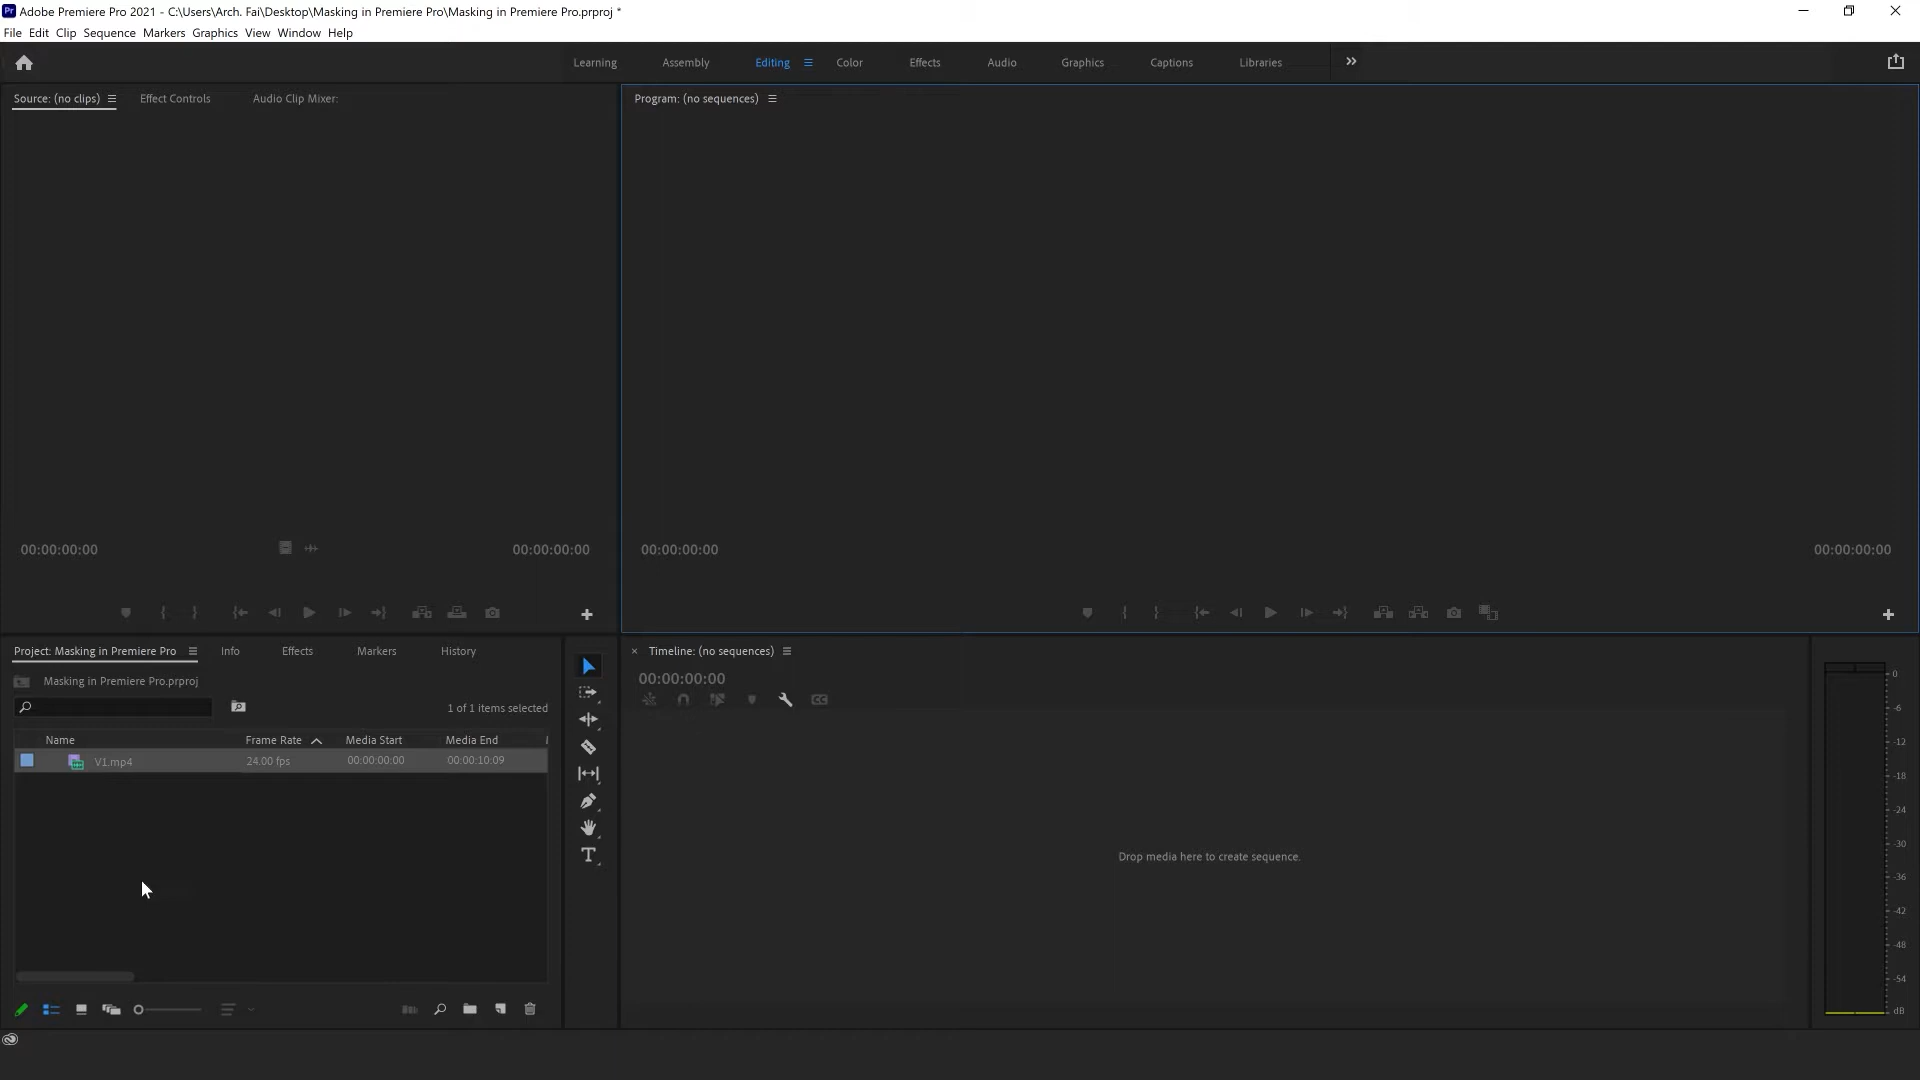 Adobe Premiere Pro 2021 - C:\Users\Arch. Fai\Desktop\Masking in Premiere Pro\Masking in Premiere Pro.prproj *
File Edit Clip Sequence Markers Graphics View Window Help
Learning Assembly Editing Color Effects Audio Graphics Captions Libraries
Source: (no clips) Effect Controls Audio Clip Mixer:
Program: (no sequences)
00:00:00:00 00:00:00:00
00:00:00:00 00:00:00:00
Project: Masking in Premiere Pro Info Effects Markers History
Masking in Premiere Pro.prproj
1 of 1 items selected
Name Frame Rate Media Start Media End
V1.mp4 24.00 fps 00:00:00:00 00:00:10:09
Timeline: (no sequences)
00:00:00:00
Drop media here to create sequence.
0
-6
-12
-18
-24
-30
-36
-42
-48
-54
dB